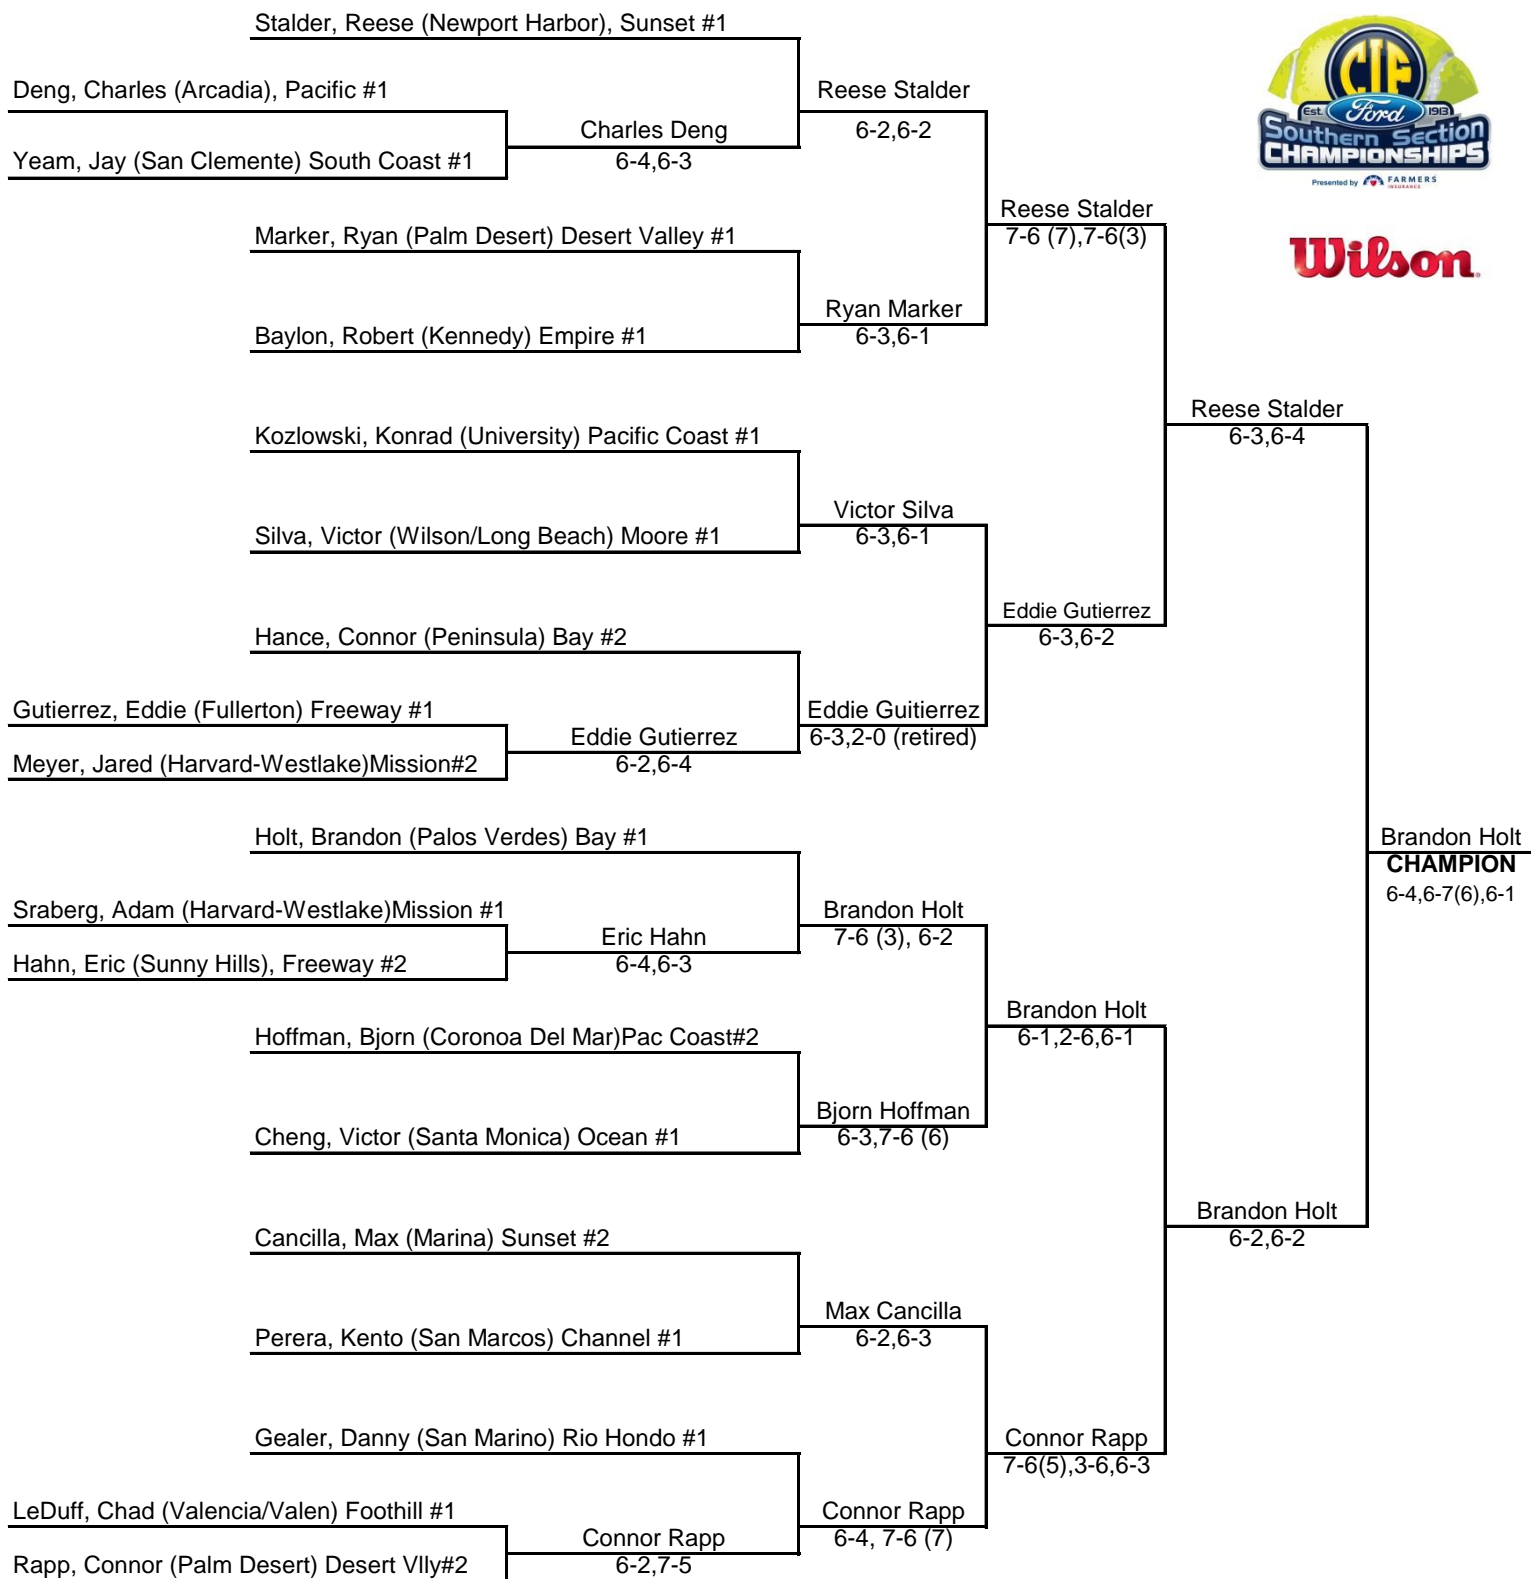 Stalder, Reese (Newport Harbor), Sunset #1
Deng, Charles (Arcadia), Pacific #1
Reese Stalder
6-2,6-2
Charles Deng
6-4,6-3
Yeam, Jay (San Clemente) South Coast #1
CIF
Est. Ford 1913
Southern Section
CHAMPIONSHIPS
Presented by FARMERS
INSURANCE
Wilson
Reese Stalder
7-6 (7),7-6(3)
Marker, Ryan (Palm Desert) Desert Valley #1
Ryan Marker
6-3,6-1
Baylon, Robert (Kennedy) Empire #1
Reese Stalder
6-3,6-4
Kozlowski, Konrad (University) Pacific Coast #1
Victor Silva
6-3,6-1
Silva, Victor (Wilson/Long Beach) Moore #1
Eddie Gutierrez
6-3,6-2
Hance, Connor (Peninsula) Bay #2
Gutierrez, Eddie (Fullerton) Freeway #1
Eddie Guitierrez
6-3,2-0 (retired)
Eddie Gutierrez
6-2,6-4
Meyer, Jared (Harvard-Westlake)Mission#2
Holt, Brandon (Palos Verdes) Bay #1
Brandon Holt
CHAMPION
6-4,6-7(6),6-1
Sraberg, Adam (Harvard-Westlake)Mission #1
Brandon Holt
7-6 (3), 6-2
Eric Hahn
6-4,6-3
Hahn, Eric (Sunny Hills), Freeway #2
Brandon Holt
6-1,2-6,6-1
Hoffman, Bjorn (Coronoa Del Mar)Pac Coast#2
Bjorn Hoffman
6-3,7-6 (6)
Cheng, Victor (Santa Monica) Ocean #1
Brandon Holt
6-2,6-2
Cancilla, Max (Marina) Sunset #2
Max Cancilla
6-2,6-3
Perera, Kento (San Marcos) Channel #1
Gealer, Danny (San Marino) Rio Hondo #1
Connor Rapp
7-6(5),3-6,6-3
LeDuff, Chad (Valencia/Valen) Foothill #1
Connor Rapp
6-4, 7-6 (7)
Connor Rapp
6-2,7-5
Rapp, Connor (Palm Desert) Desert Vlly#2